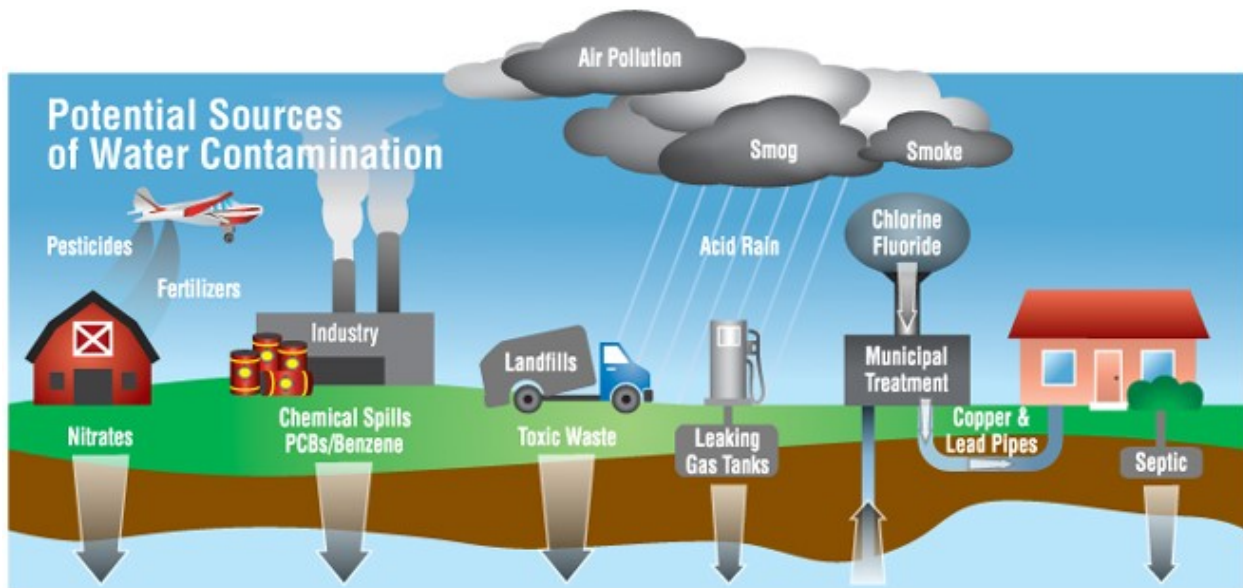 Potential Sources
of Water Contamination
Air Pollution
Smog
Smoke
Pesticides
Fertilizers
Acid Rain
Chlorine
Fluoride
Industry
Landfills
Municipal
Treatment
Nitrates
Chemical Spills
PCBs/Benzene
Toxic Waste
Leaking
Gas Tanks
Copper &
Lead Pipes
Septic